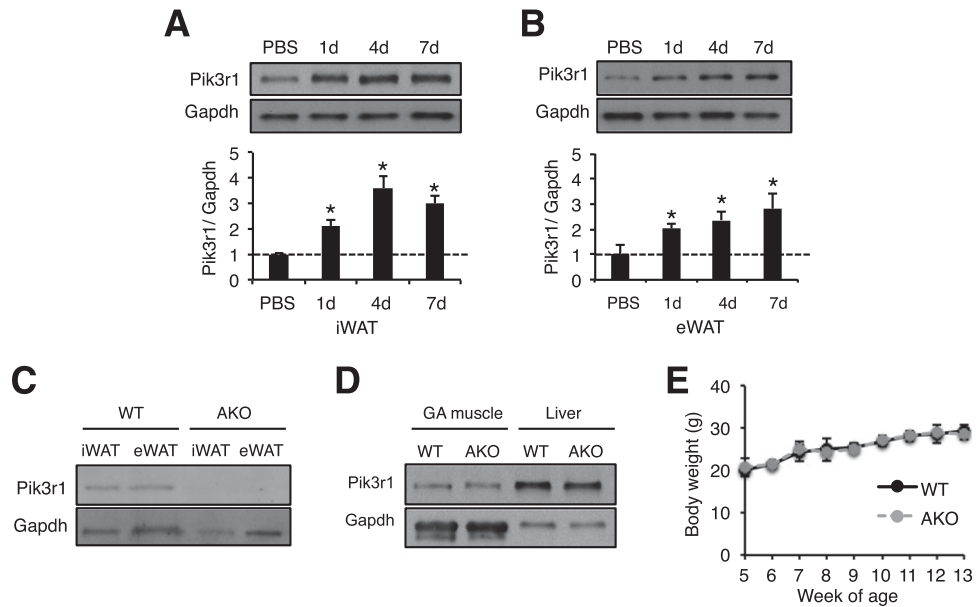 A
PBS 1d 4d 7d
Pik3r1
Gapdh
Pik3r1/ Gapdh
5
4
3
2
1
0
* * *
PBS 1d 4d 7d
iWAT
B
PBS 1d 4d 7d
Pik3r1
Gapdh
Pik3r1/ Gapdh
5
4
3
2
1
0
* * *
PBS 1d 4d 7d
eWAT
C
WT AKO
iWAT eWAT iWAT eWAT
Pik3r1
Gapdh
D
GA muscle Liver
WT AKO WT AKO
Pik3r1
Gapdh
E
Body weight (g)
40
30
20
10
0
WT
AKO
5 6 7 8 9 10 11 12 13
Week of age